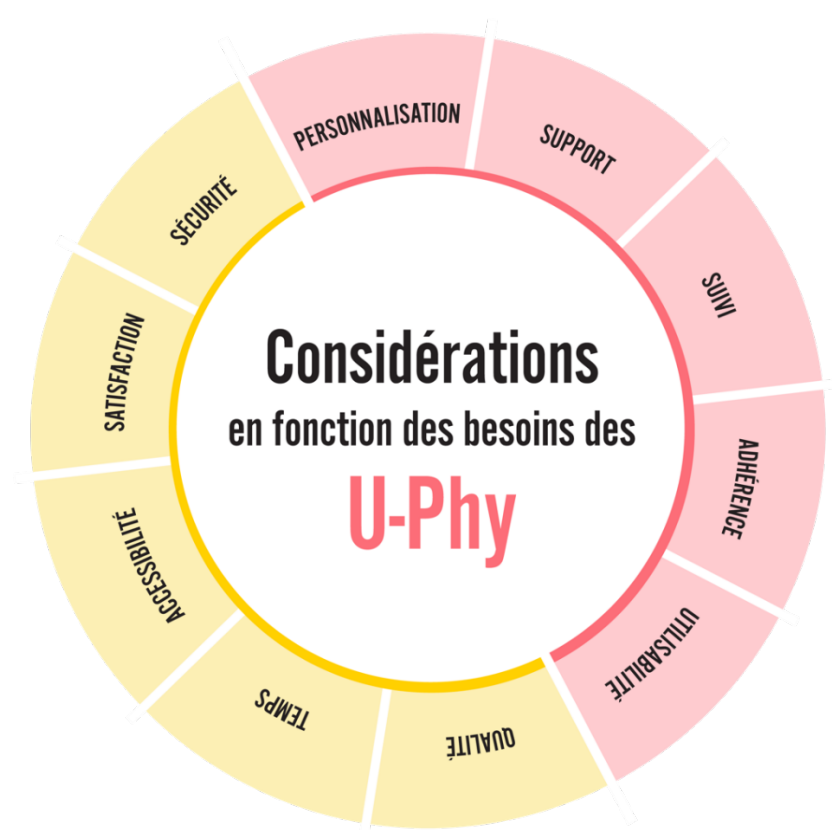 PERSONNALISATION
SUPPORT
SUIVI
ADHÉRENCE
UTILISABILITÉ
QUALITÉ
TEMPS
ACCESSIBILITÉ
SATISFACTION
SÉCURITÉ
Considérations
en fonction des besoins des
U-Phy